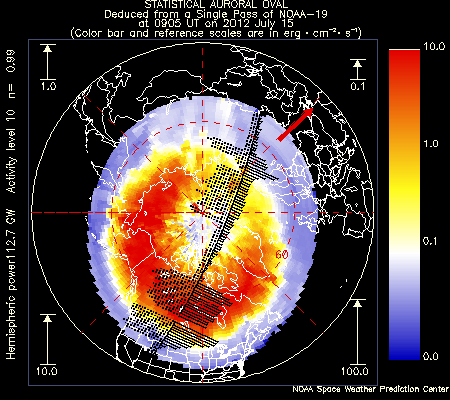 STATISTICAL AURORAL OVAL
Deduced from a Single Pass of NOAA-19
at 0905 UT on 2012 July 15
(Color bar and reference scales are in erg · cm⁻² · s⁻¹)
Hemispheric power112.7 GW Activity level 10 n= 0.99
1.0
0.1
10.0
1.0
0.1
0.0
60
10.0
100.0
NOAA Space Weather Prediction Center